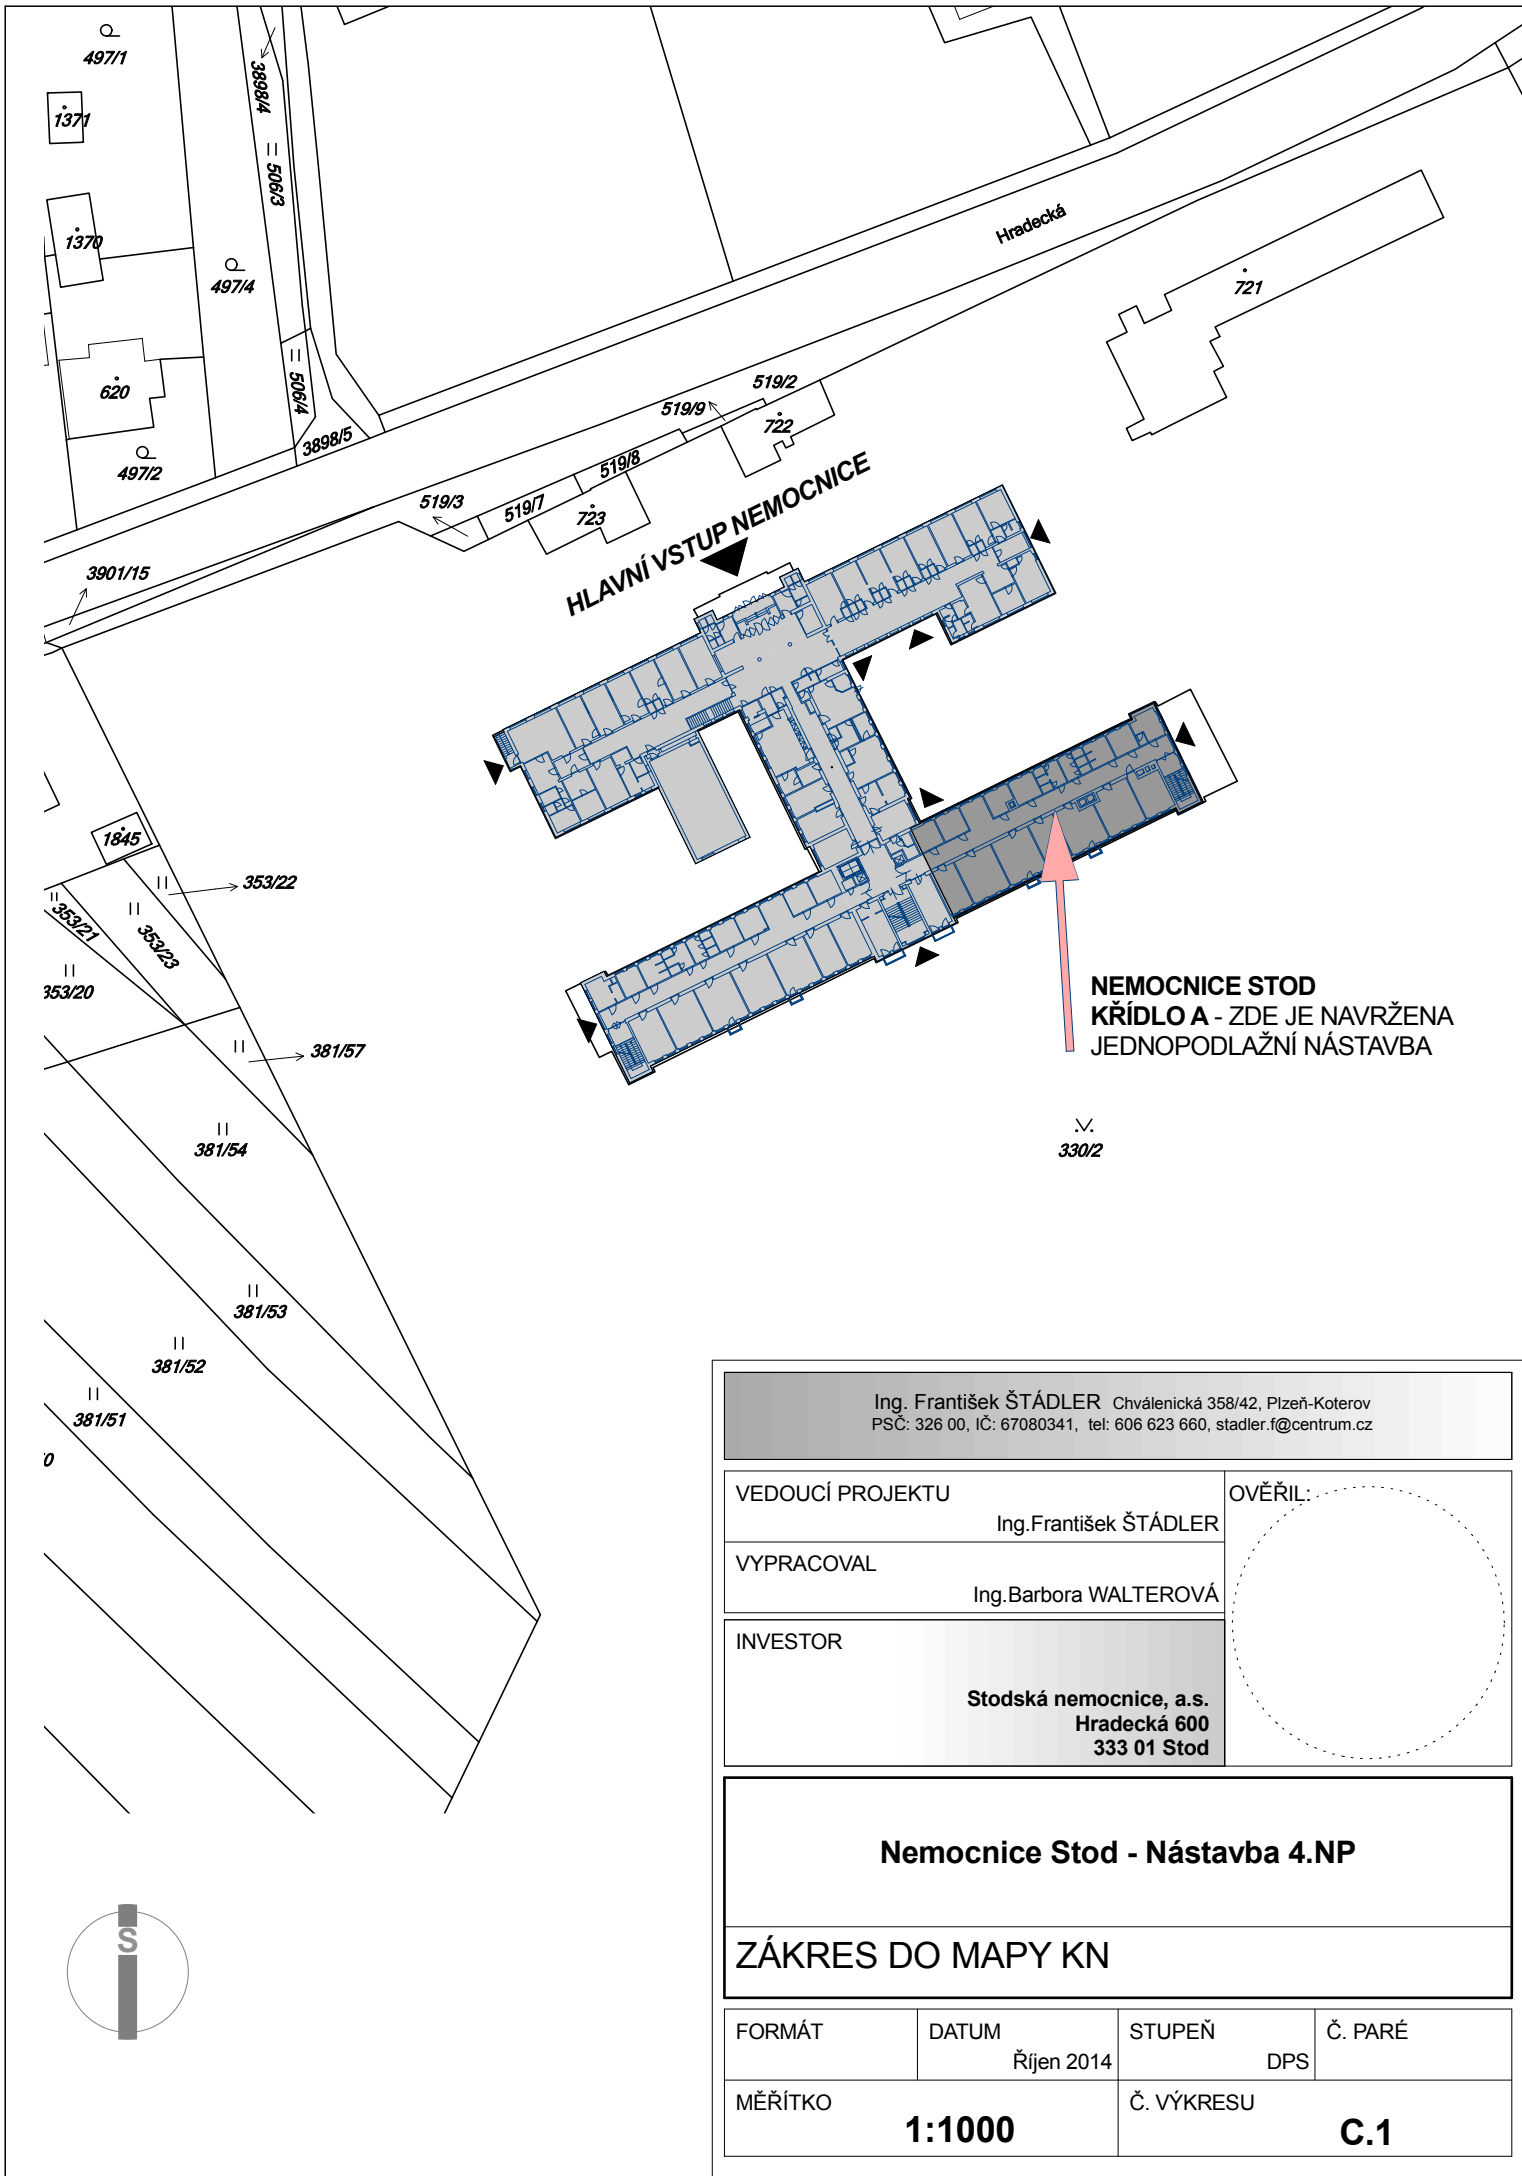 497/1
3898/4
1371
506/3
1370
Hradecká
497/4
721
506/4
620
519/2
519/9
722
3898/5
497/2
519/8
519/3
519/7
723
HLAVNÍ VSTUP NEMOCNICE
3901/15
1845
353/22
353/21
353/23
353/20
NEMOCNICE STOD
KŘÍDLO A - ZDE JE NAVRŽENA
JEDNOPODLAŽNÍ NÁSTAVBA
381/57
381/54
330/2
381/53
381/52
381/51
Ing. František ŠTÁDLER Chválenická 358/42, Plzeň-Koterov
PSČ: 326 00, IČ: 67080341, tel: 606 623 660, stadler.f@centrum.cz
VEDOUCÍ PROJEKTU
Ing.František ŠTÁDLER
OVĚŘIL:
VYPRACOVAL
Ing.Barbora WALTEROVÁ
INVESTOR
Stodská nemocnice, a.s.
Hradecká 600
333 01 Stod
Nemocnice Stod - Nástavba 4.NP
S
ZÁKRES DO MAPY KN
FORMÁT
DATUM
Říjen 2014
STUPEŇ
DPS
Č. PARÉ
MĚŘÍTKO
1:1000
Č. VÝKRESU
C.1